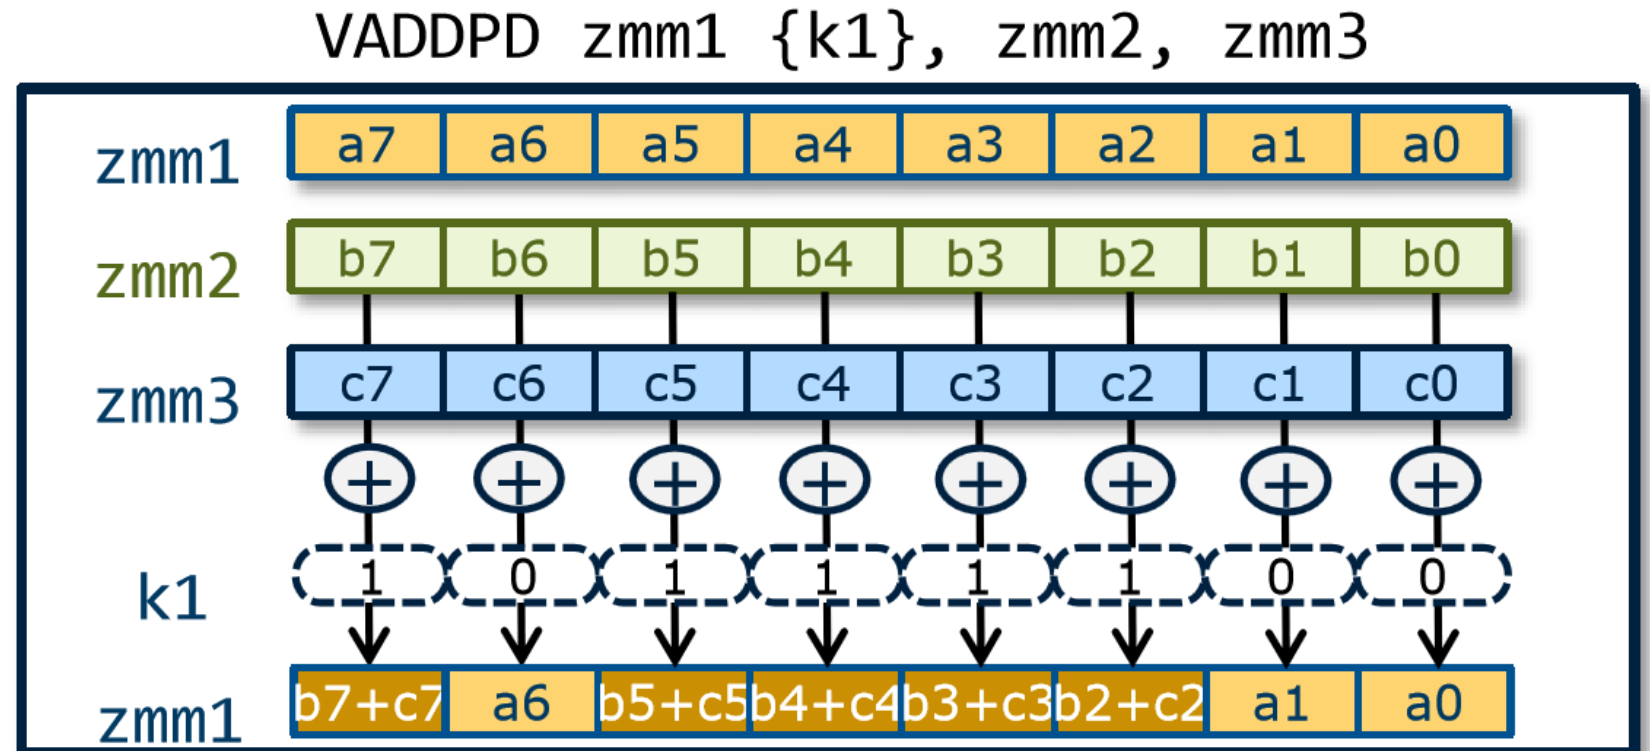 VADDPD zmm1 {k1}, zmm2, zmm3
zmm1 a7 a6 a5 a4 a3 a2 a1 a0
zmm2 b7 b6 b5 b4 b3 b2 b1 b0
zmm3 c7 c6 c5 c4 c3 c2 c1 c0
+ + + + + + + +
k1 1 0 1 1 1 1 0 0
zmm1 b7+c7 a6 b5+c5 b4+c4 b3+c3 b2+c2 a1 a0